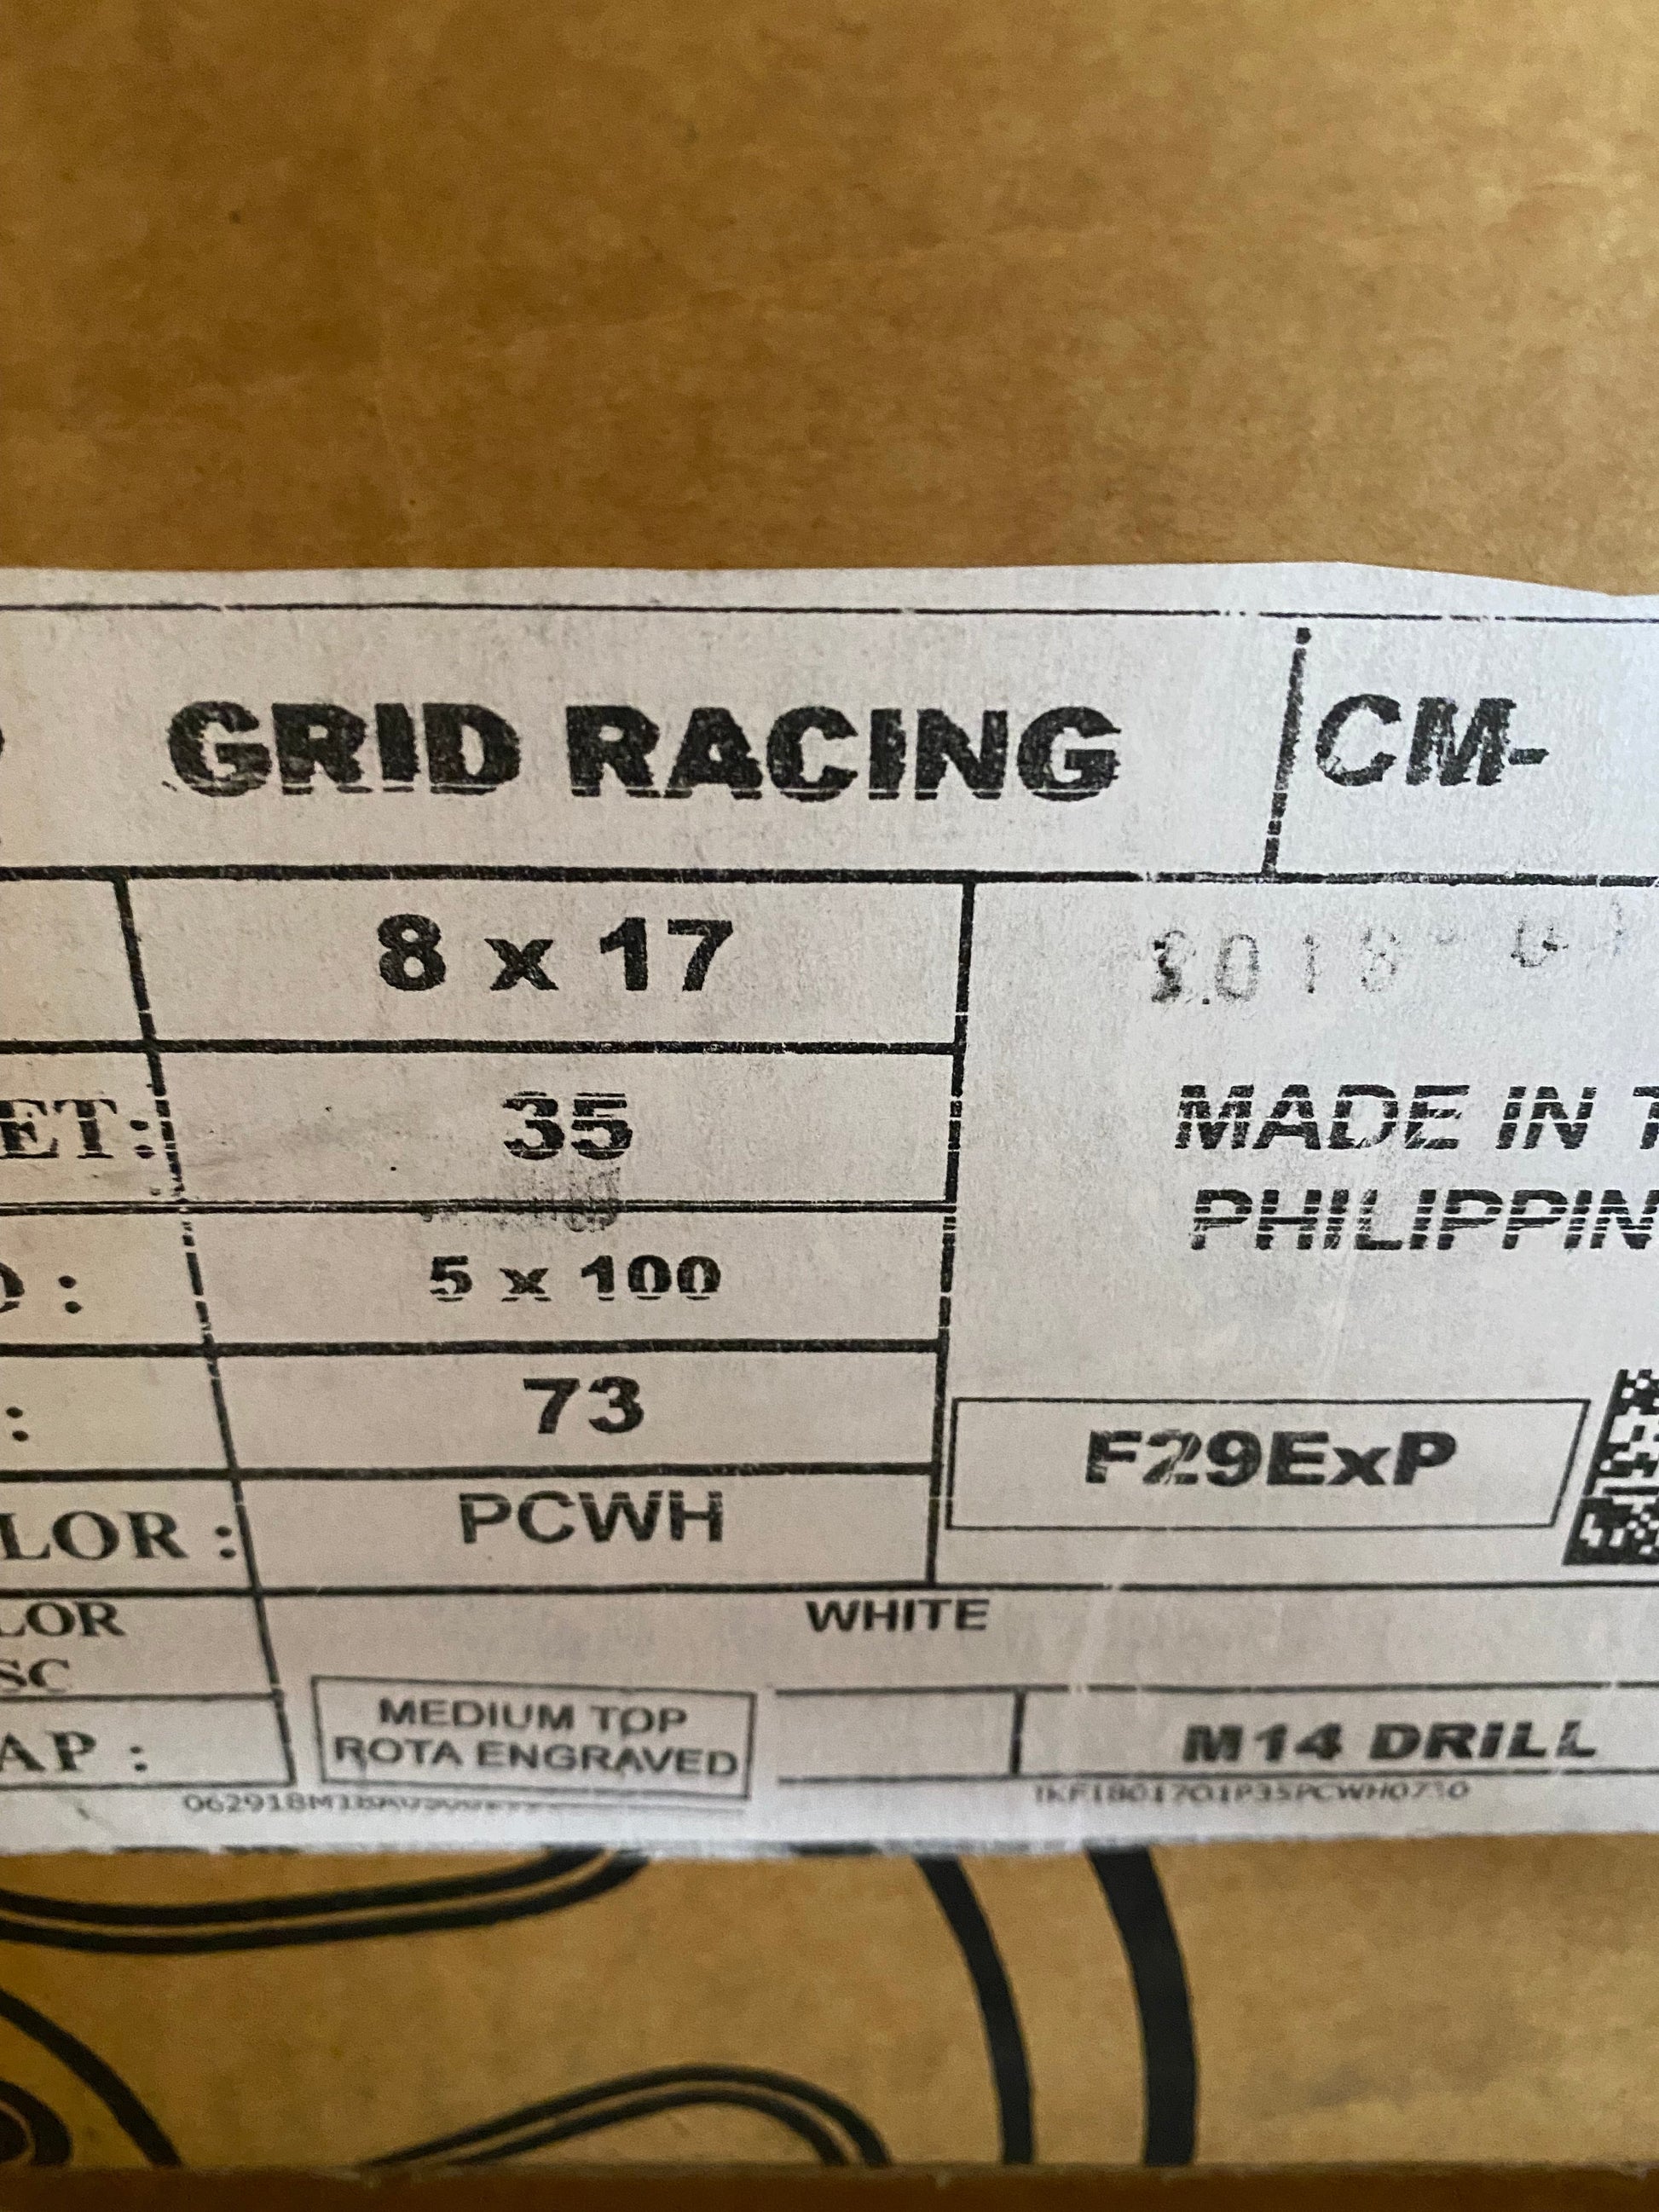 GRID RACING CM-
8 x 17
ET: 35
MADE IN
PHILIPPIN
5 x 100
: 73
F29ExP
LOR : PCWH
LOR WHITE
SC
AP : MEDIUM TOP
ROTA ENGRAVED
M14 DRILL